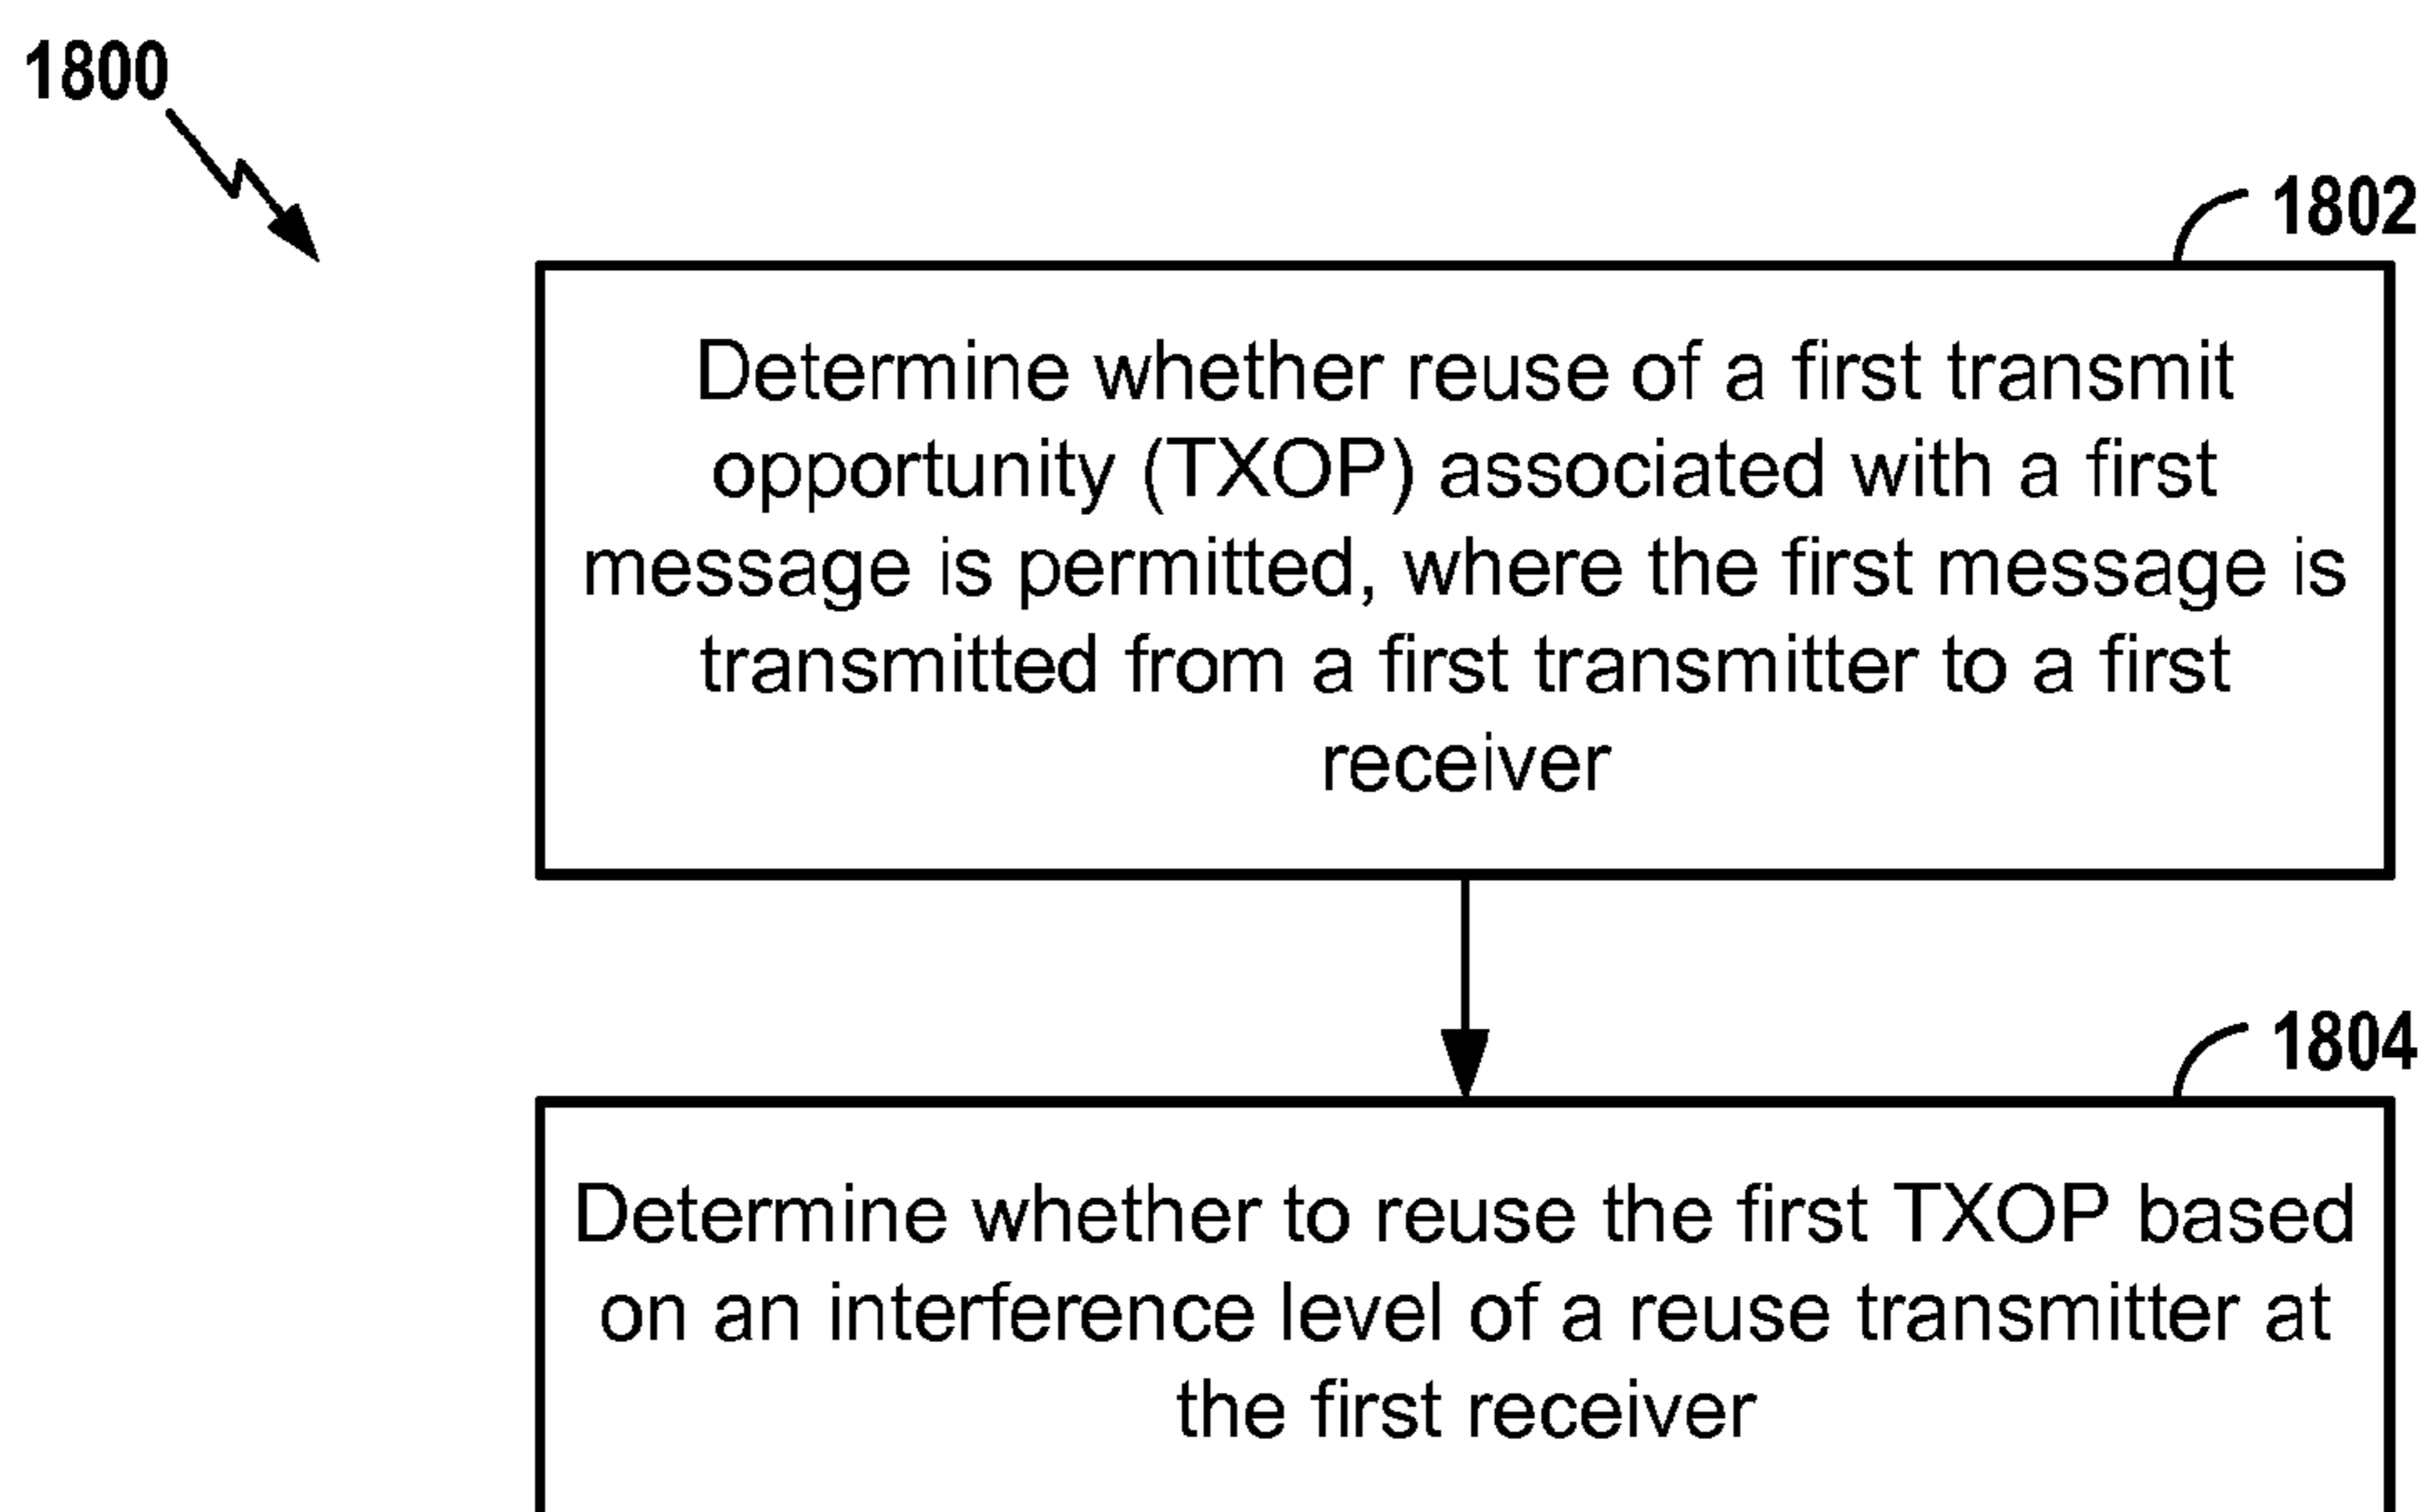 1800
1802
Determine whether reuse of a first transmit
opportunity (TXOP) associated with a first
message is permitted, where the first message is
transmitted from a first transmitter to a first
receiver
1804
Determine whether to reuse the first TXOP based
on an interference level of a reuse transmitter at
the first receiver